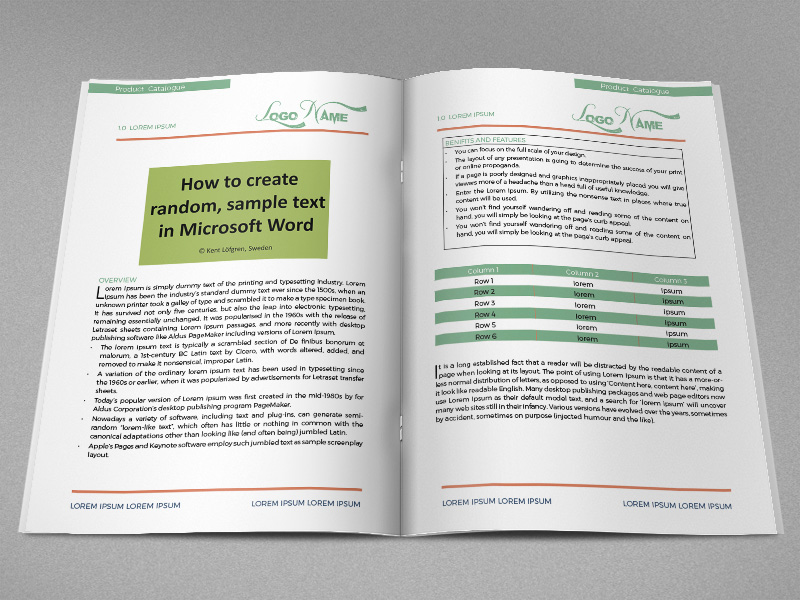 Product Catalogue
LOGO NAME
1.0 LOREM IPSUM
How to create
random, sample text
in Microsoft Word
© Kent Löfgren, Sweden
OVERVIEW
Lorem Ipsum is simply dummy text of the printing and typesetting industry. Lorem
Ipsum has been the industry's standard dummy text ever since the 1500s, when an
unknown printer took a galley of type and scrambled it to make a type specimen book.
It has survived not only five centuries, but also the leap into electronic typesetting,
remaining essentially unchanged. It was popularised in the 1960s with the release of
Letraset sheets containing Lorem Ipsum passages, and more recently with desktop
publishing software like Aldus PageMaker including versions of Lorem Ipsum.
• The lorem ipsum text is typically a scrambled section of De finibus bonorum et
malorum, a 1st-century BC Latin text by Cicero, with words altered, added, and
removed to make it nonsensical, improper Latin.
• A variation of the ordinary lorem ipsum text has been used in typesetting since
the 1960s or earlier, when it was popularized by advertisements for Letraset transfer
sheets.
• Today's popular version of Lorem Ipsum was first created in the mid-1980s by for
Aldus Corporation's desktop publishing program PageMaker.
• Nowadays a variety of software, including text and plug-ins, can generate semi-
random "lorem-like text", which often has little or nothing in common with the
canonical adaptations other than looking like (and often being) jumbled Latin.
• Apple's Pages and Keynote software employ such jumbled text as sample screenplay
layout.
LOREM IPSUM LOREM IPSUM
LOREM IPSUM LOREM IPSUM
Product Catalogue
LOGO NAME
1.0 LOREM IPSUM
BENIFITS AND FEATURES
• You can focus on the full scale of your design.
• The layout of any presentation is going to determine the success of your print
or online propoganda.
• If a page is poorly designed and graphics inappropriately placed you will give
viewers more of a headache than a head full of useful knowledge.
• Enter the Lorem Ipsum. By utilizing the nonsense text in places where true
content will be used.
• You won't find yourself wandering off and reading some of the content on
hand, you will simply be looking at the page's curb appeal.
• You won't find yourself wandering off and reading some of the content on
hand, you will simply be looking at the page's curb appeal.
Column 1 Column 2 Column 3
Row 1 lorem Ipsum
Row 2 lorem Ipsum
Row 3 lorem Ipsum
Row 4 lorem Ipsum
Row 5 lorem Ipsum
Row 6 lorem Ipsum
It is a long established fact that a reader will be distracted by the readable content of a
page when looking at its layout. The point of using Lorem Ipsum is that it has a more-or-
less normal distribution of letters, as opposed to using 'Content here, content here', making
it look like readable English. Many desktop publishing packages and web page editors now
use Lorem Ipsum as their default model text, and a search for 'lorem ipsum' will uncover
many web sites still in their infancy. Various versions have evolved over the years, sometimes
by accident, sometimes on purpose (injected humour and the like).
LOREM IPSUM LOREM IPSUM
LOREM IPSUM LOREM IPSUM